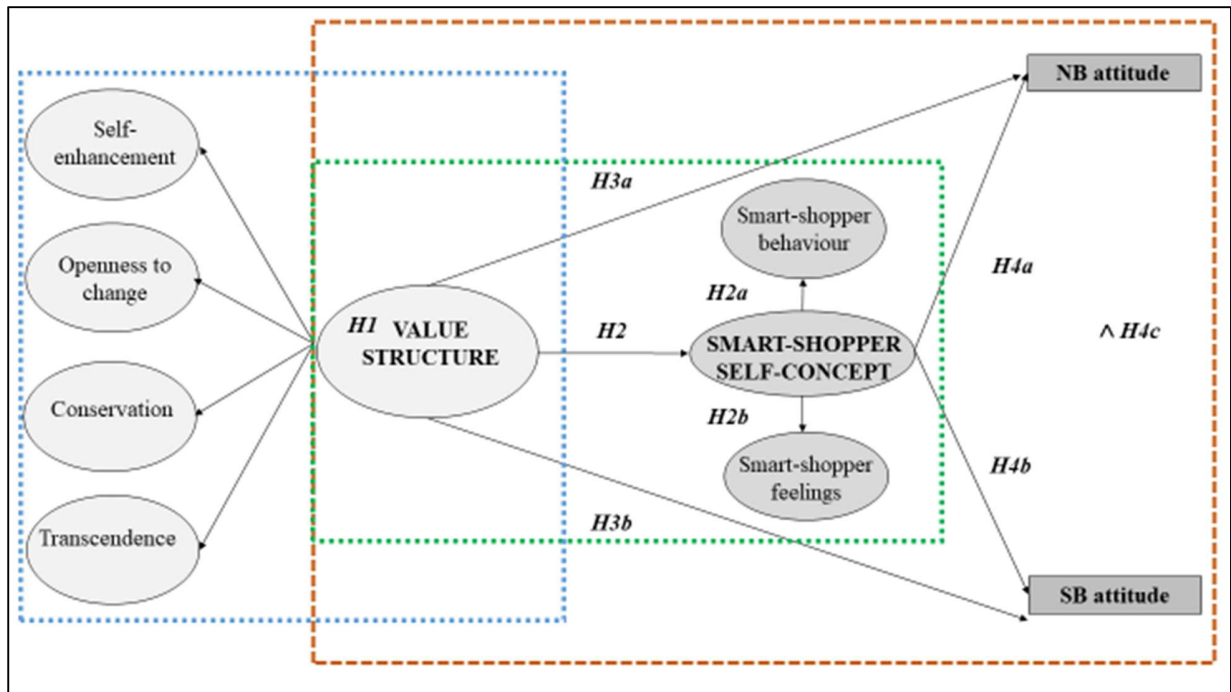 NB attitude
Self-
enhancement
H3a
Smart-shopper
behaviour
Openness to
change
H4a
H2a
H1 VALUE
STRUCTURE
H2
SMART-SHOPPER
SELF-CONCEPT
∧ H4c
Conservation
H2b
Smart-shopper
feelings
H4b
H3b
Transcendence
SB attitude